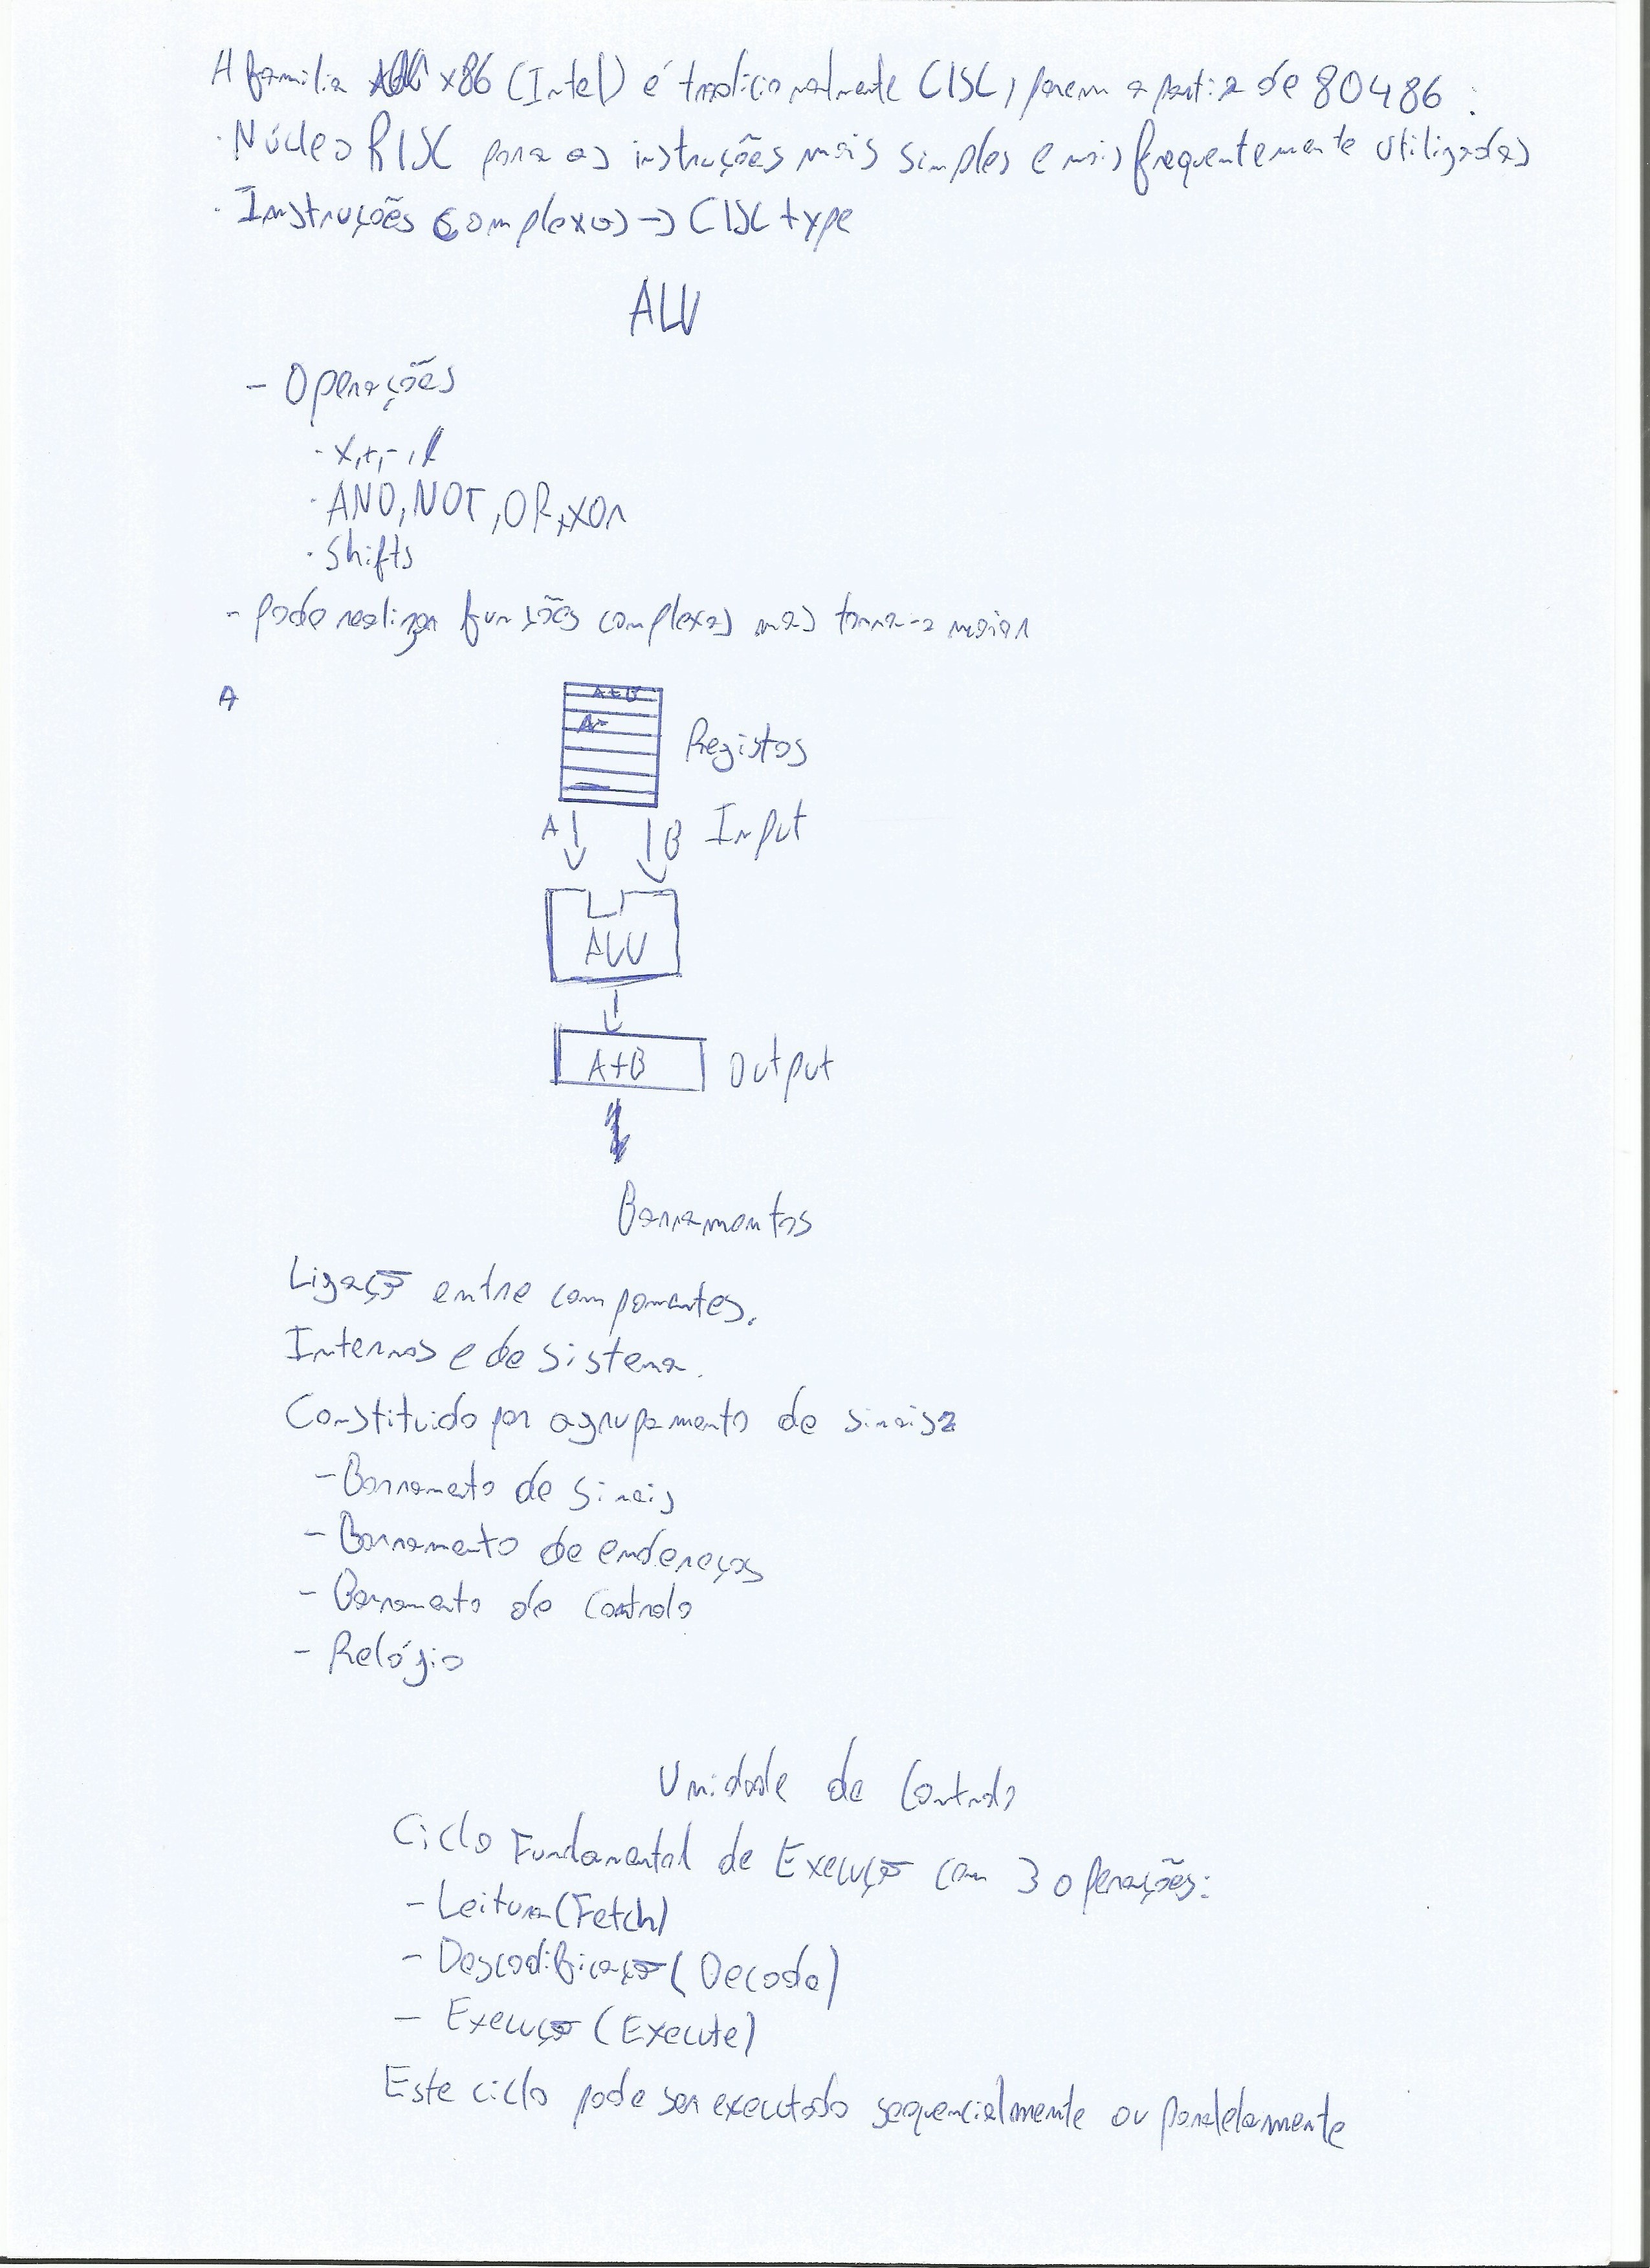 A familia x86 (Intel) é tradicionalmente CISC, porem a partir de 80486:
· Núcleo RISC para as instruções mais simples e mais frequentemente utilizadas
· Instruções complexas → CISC type
ALU
- Operações
· x,+,-,/
· AND, NOT, OR, XOr
· Shifts
- pode realizar funções complexas mas torna-a maior
A
A+B
A
Registos
A B Input
ALU
A+B Output
Barramentos
Ligação entre componentes.
Internos e de sistema.
Constituido por agrupamento de sinais
- Barramento de sinais
- Barramento de endereços
- Barramento de controlo
- Relógio
Unidade de Controlo
Ciclo Fundamental de Execução com 3 operações:
- Leitura (Fetch)
- Descodificação (Decode)
- Execução (Execute)
Este ciclo pode ser executado sequencialmente ou paralelamente